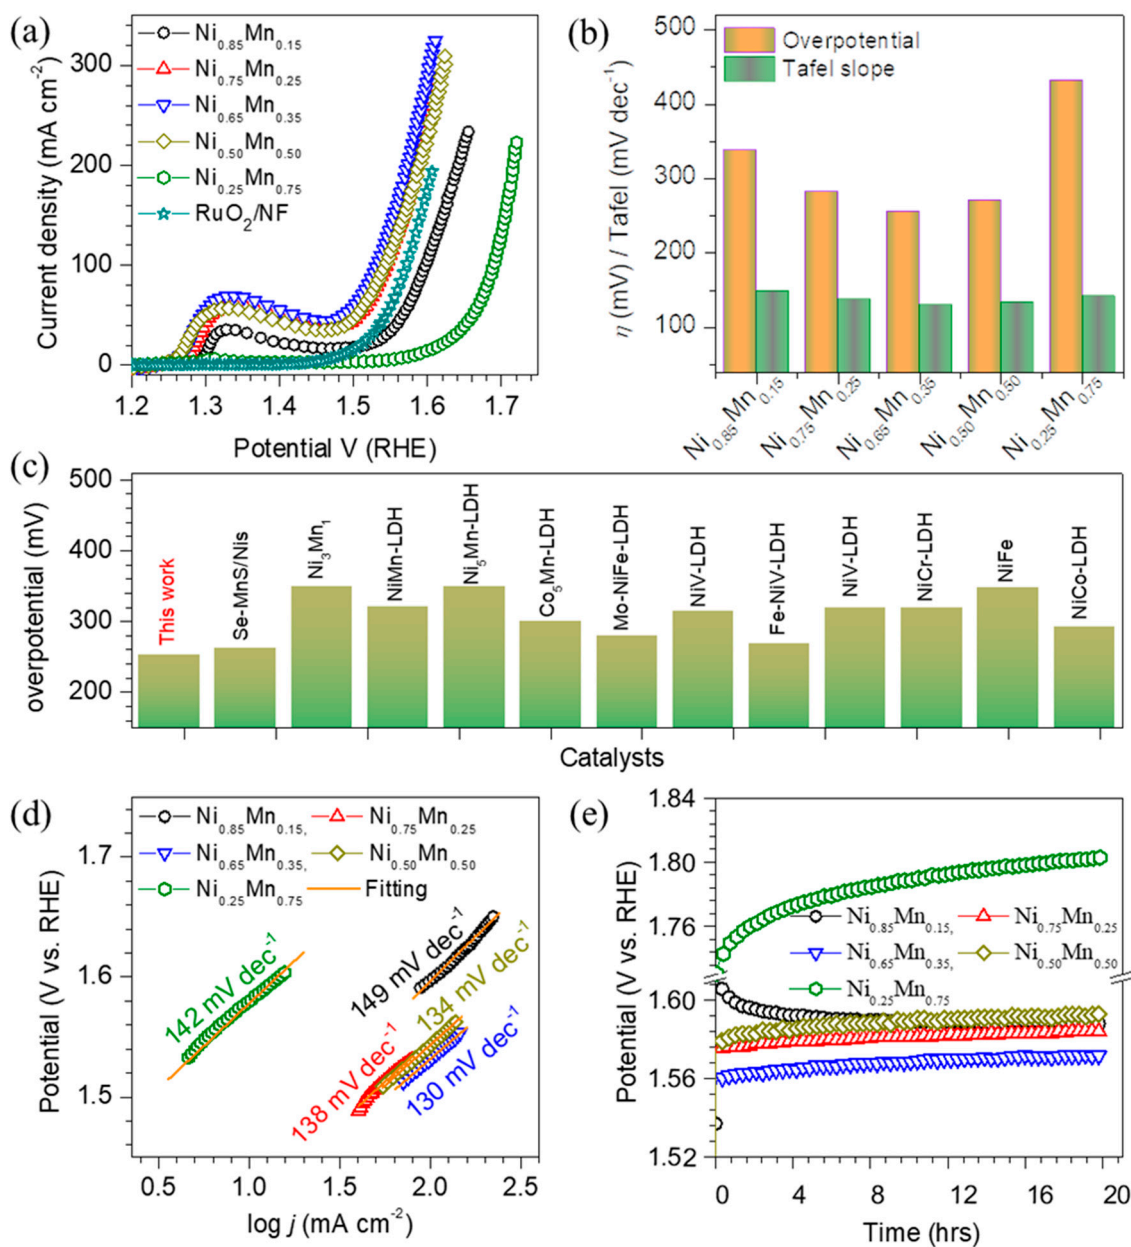 (a)
Current density (mA cm⁻²)
300
200
100
0
Ni₀.₈₅Mn₀.₁₅
Ni₀.₇₅Mn₀.₂₅
Ni₀.₆₅Mn₀.₃₅
Ni₀.₅₀Mn₀.₅₀
Ni₀.₂₅Mn₀.₇₅
RuO₂/NF
1.2 1.3 1.4 1.5 1.6 1.7
Potential V (RHE)
(b)
η (mV) / Tafel (mV dec⁻¹)
500
400
300
200
100
Overpotential
Tafel slope
Ni₀.₈₅Mn₀.₁₅
Ni₀.₇₅Mn₀.₂₅
Ni₀.₆₅Mn₀.₃₅
Ni₀.₅₀Mn₀.₅₀
Ni₀.₂₅Mn₀.₇₅
(c)
overpotential (mV)
500
400
300
200
This work
Se-MnS/Nis
Ni₃Mn₁
NiMn-LDH
Ni₅Mn-LDH
Co₅Mn-LDH
Mo-NiFe-LDH
NiV-LDH
Fe-NiV-LDH
NiV-LDH
NiCr-LDH
NiFe
NiCo-LDH
Catalysts
(d)
Potential (V vs. RHE)
1.7
1.6
1.5
Ni₀.₈₅Mn₀.₁₅, Ni₀.₇₅Mn₀.₂₅
Ni₀.₆₅Mn₀.₃₅, Ni₀.₅₀Mn₀.₅₀
Ni₀.₂₅Mn₀.₇₅ Fitting
142 mV dec⁻¹
149 mV dec⁻¹
134 mV dec⁻¹
138 mV dec⁻¹
130 mV dec⁻¹
0.5 1.0 1.5 2.0 2.5
log j (mA cm⁻²)
(e)
Potential (V vs. RHE)
1.84
1.80
1.76
1.60
1.56
1.52
Ni₀.₈₅Mn₀.₁₅, Ni₀.₇₅Mn₀.₂₅
Ni₀.₆₅Mn₀.₃₅, Ni₀.₅₀Mn₀.₅₀
Ni₀.₂₅Mn₀.₇₅
0 4 8 12 16 20
Time (hrs)